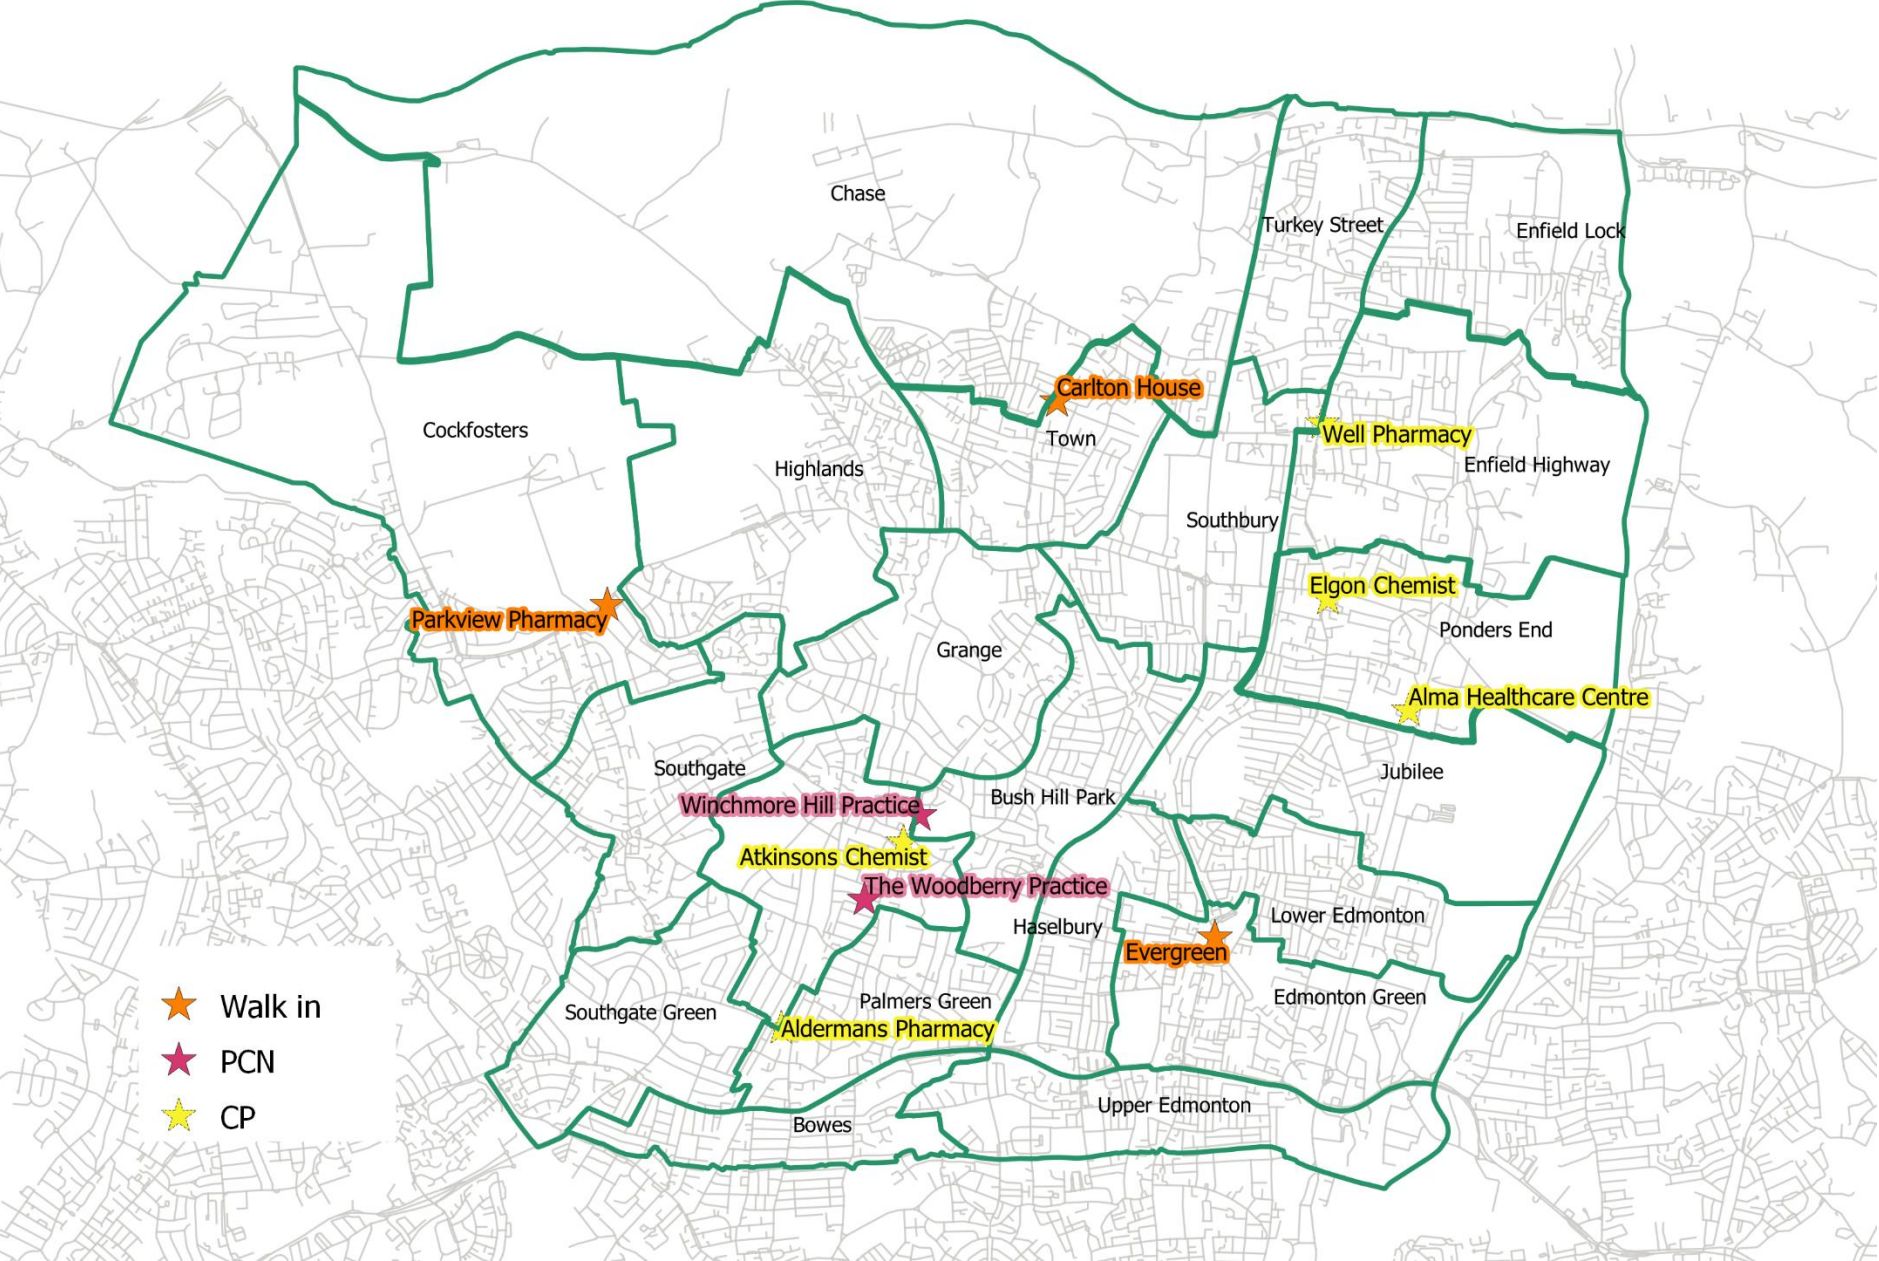 Chase
Turkey Street
Enfield Lock
Carlton House
Cockfosters
Town
Well Pharmacy
Highlands
Enfield Highway
Southbury
Elgon Chemist
Parkview Pharmacy
Ponders End
Grange
Alma Healthcare Centre
Southgate
Jubilee
Winchmore Hill Practice
Bush Hill Park
Atkinsons Chemist
The Woodberry Practice
Haselbury
Lower Edmonton
Evergreen
Edmonton Green
Palmers Green
Southgate Green
Aldermans Pharmacy
Upper Edmonton
Bowes
Walk in
PCN
CP